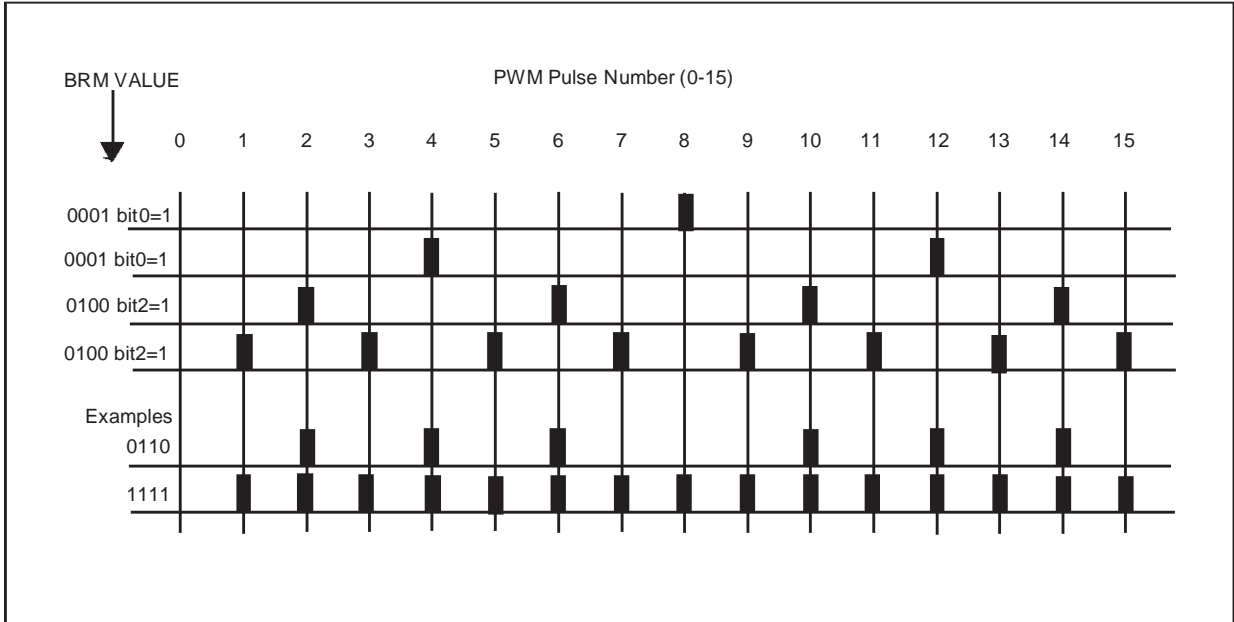 BRM VALUE
PWM Pulse Number (0-15)
0 1 2 3 4 5 6 7 8 9 10 11 12 13 14 15
0001 bit0=1
0001 bit0=1
0100 bit2=1
0100 bit2=1
Examples
0110
1111